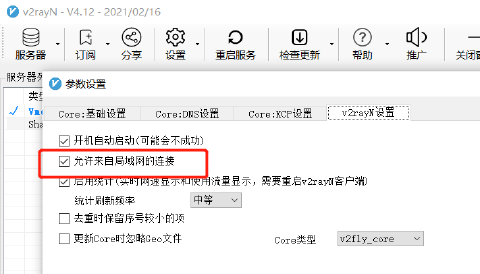 v2rayN - V4.12 - 2021/02/16
服务器 订阅 分享 设置 重启服务 检查更新 帮助 推广
服务器
参数设置
Core:基础设置 Core:DNS设置 Core:KCP设置 v2rayN设置
开机自动启动(可能会不成功)
允许来自局域网的连接
启用统计(实时网速显示和使用流量显示，需要重启v2rayN客户端)
统计刷新频率 中等
去重时保留序号较小的项
更新Core时忽略Geo文件 Core类型 v2fly_core